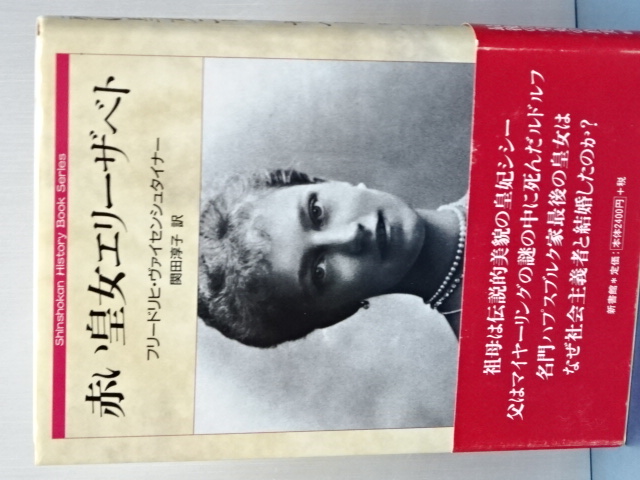 Shinshokan History Book Series
赤い皇女エリーザベト
フリードリヒ・ヴァイセンシュタイナー
関田淳子 訳
祖母は伝説的美貌の皇妃シシー
父はマイヤーリングの謎の中に死んだルドルフ
名門ハプスブルク家最後の皇女は
なぜ社会主義者と結婚したのか?
新書館*定価:本体2400円+税